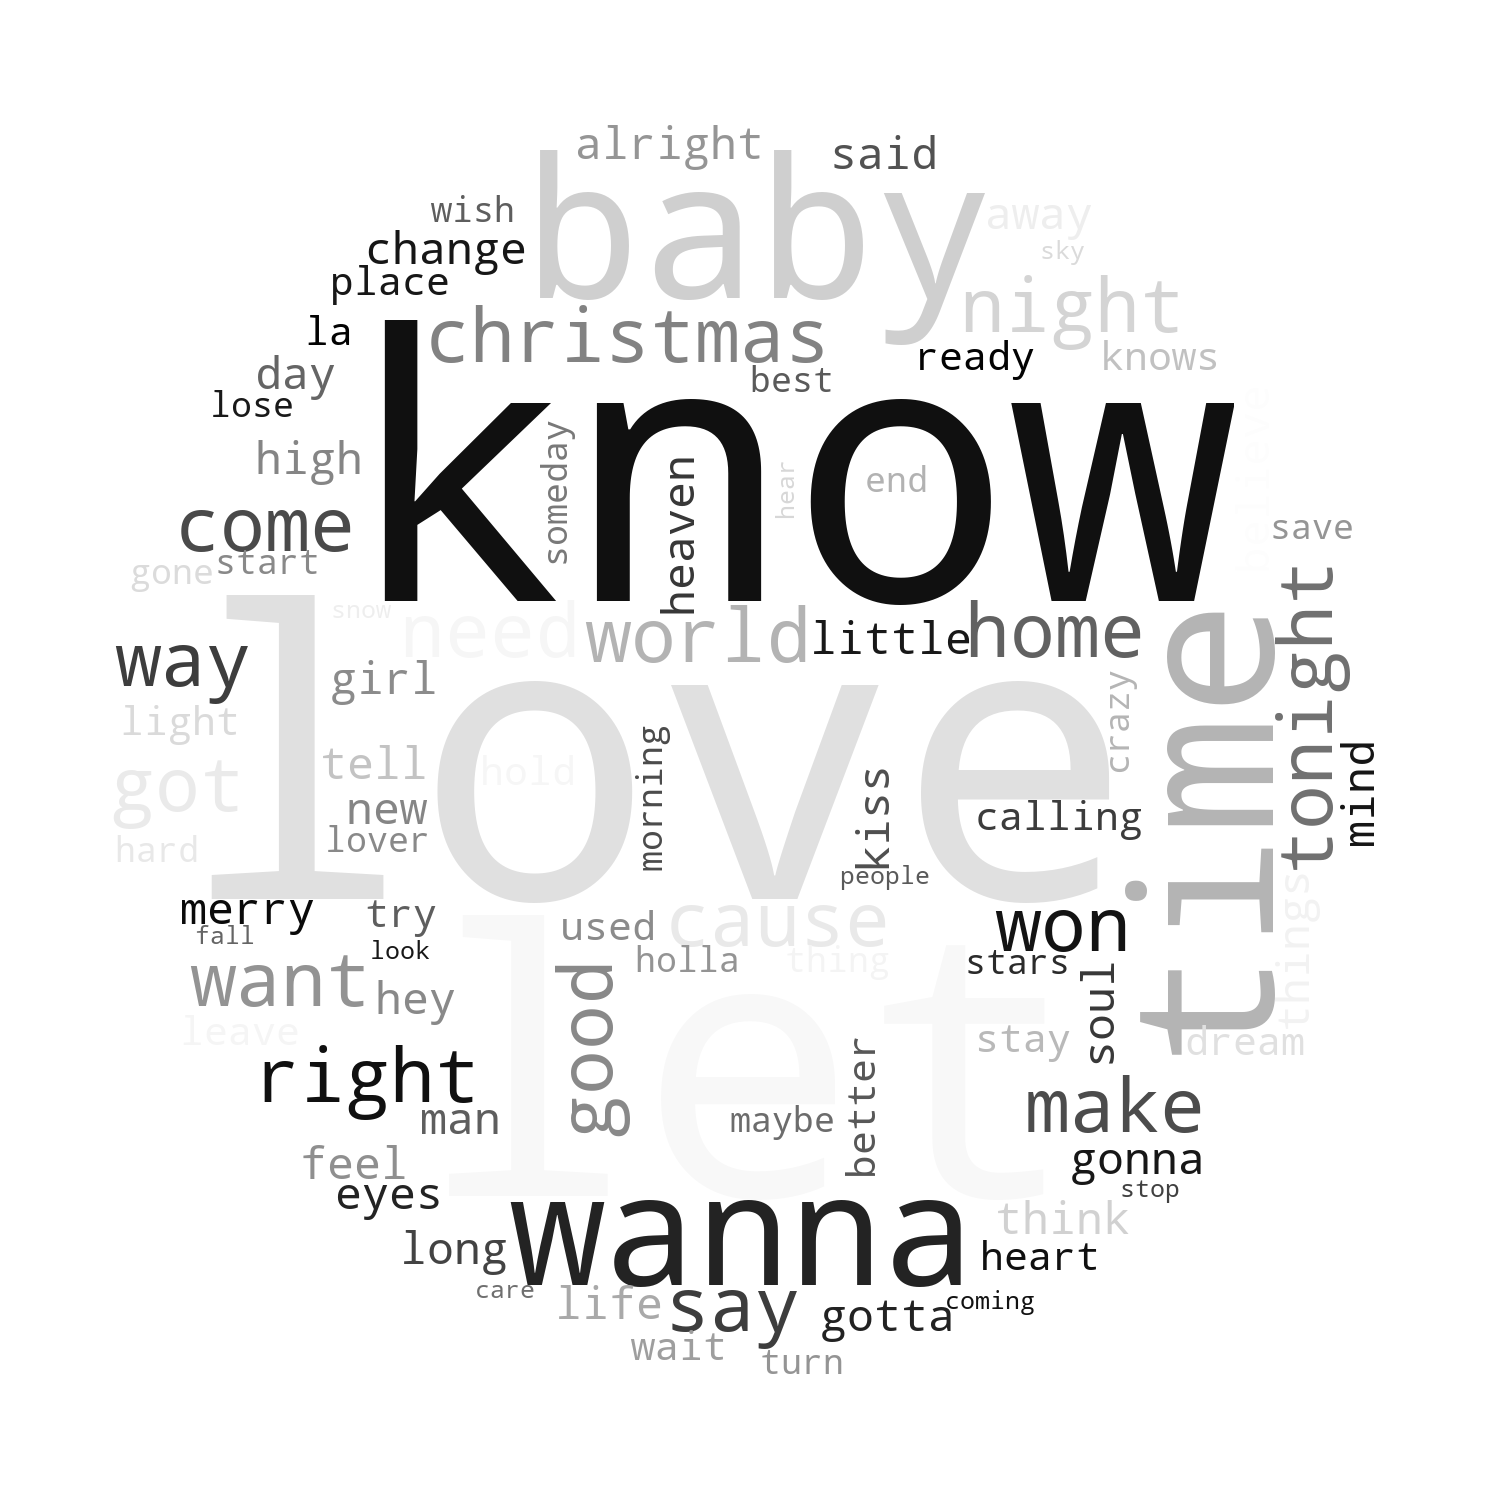 alright
said
baby
wish
away
change
sky
place
night
christmas
la
know
ready
knows
day
best
lose
believe
someday
high
heaven
hear
end
come
save
start
gone
tonight
snow
need
world
little
home
love
time
way
girl
crazy
light
morning
mind
tell
hold
kiss
got
new
calling
lover
hard
people
things
merry
try
cause
won
used
let
fall
look
holla
thing
stars
good
soul
want
hey
leave
stay
dream
right
better
man
maybe
make
feel
gonna
eyes
wanna
stop
think
long
heart
care
life
say
gotta
coming
wait
turn